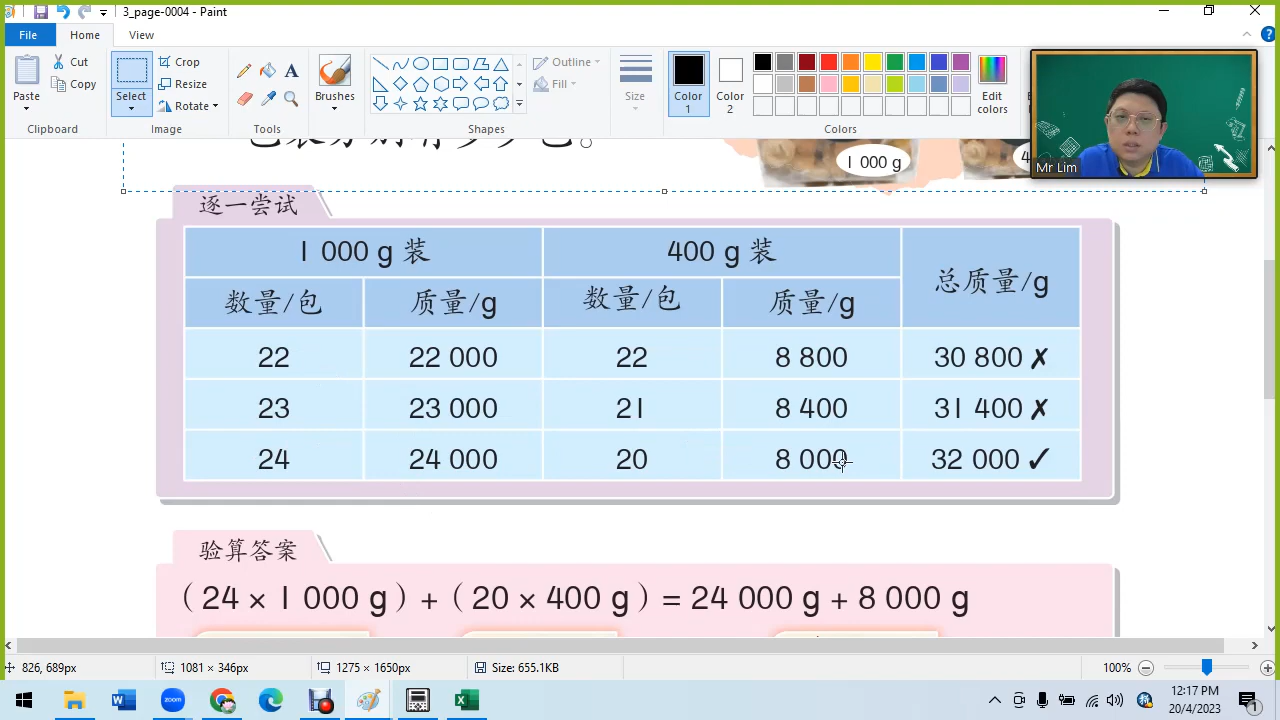 3_page-0004 - Paint
File Home View
Paste
Cut
Copy
Clipboard
Select
Crop
Resize
Rotate
Image
Tools
Brushes
Shapes
Outline
Fill
Size
Color 1
Color 2
Edit colors
Colors
Mr Lim
1 000 g
逐一尝试
1 000 g 装 400 g 装 总质量/g
数量/包 质量/g 数量/包 质量/g
22 22 000 22 8 800 30 800 ✗
23 23 000 21 8 400 31 400 ✗
24 24 000 20 8 000 32 000 ✓
验算答案
(24 × 1 000 g) + (20 × 400 g) = 24 000 g + 8 000 g
826, 689px 1081 × 346px 1275 × 1650px Size: 655.1KB 100%
zoom
12:17 PM
20/4/2023